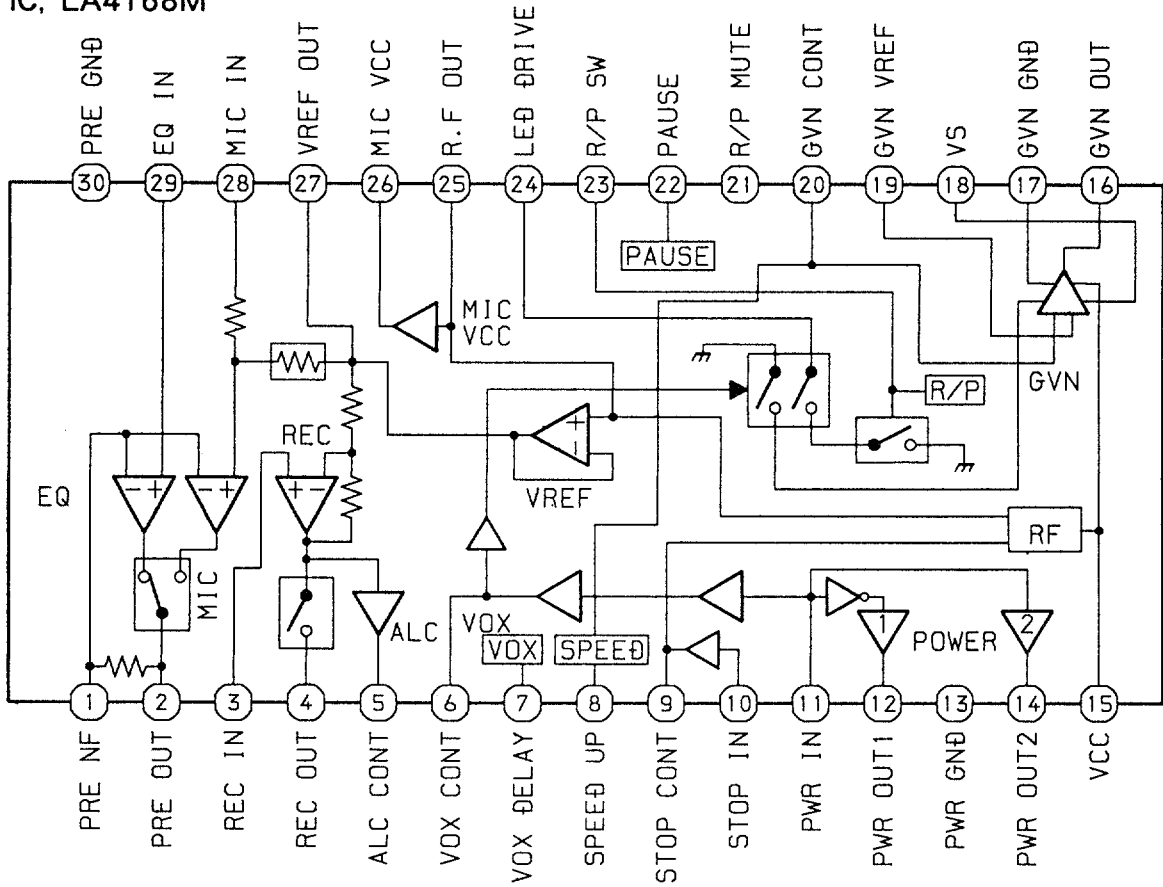 IC, LA4168M
PRE GND
EQ IN
MIC IN
VREF OUT
MIC VCC
R.F OUT
LED DRIVE
R/P SW
PAUSE
R/P MUTE
GVN CONT
GVN VREF
VS
GVN GND
GVN OUT
30 29 28 27 26 25 24 23 22 21 20 19 18 17 16
PAUSE
MIC
VCC
GVN
R/P
REC
+
-
EQ
- +
- +
+ -
VREF
RF
MIC
ALC
VOX
VOX
SPEED
1
POWER
2
1 2 3 4 5 6 7 8 9 10 11 12 13 14 15
PRE NF
PRE OUT
REC IN
REC OUT
ALC CONT
VOX CONT
VOX DELAY
SPEED UP
STOP CONT
STOP IN
PWR IN
PWR OUT1
PWR GND
PWR OUT2
VCC